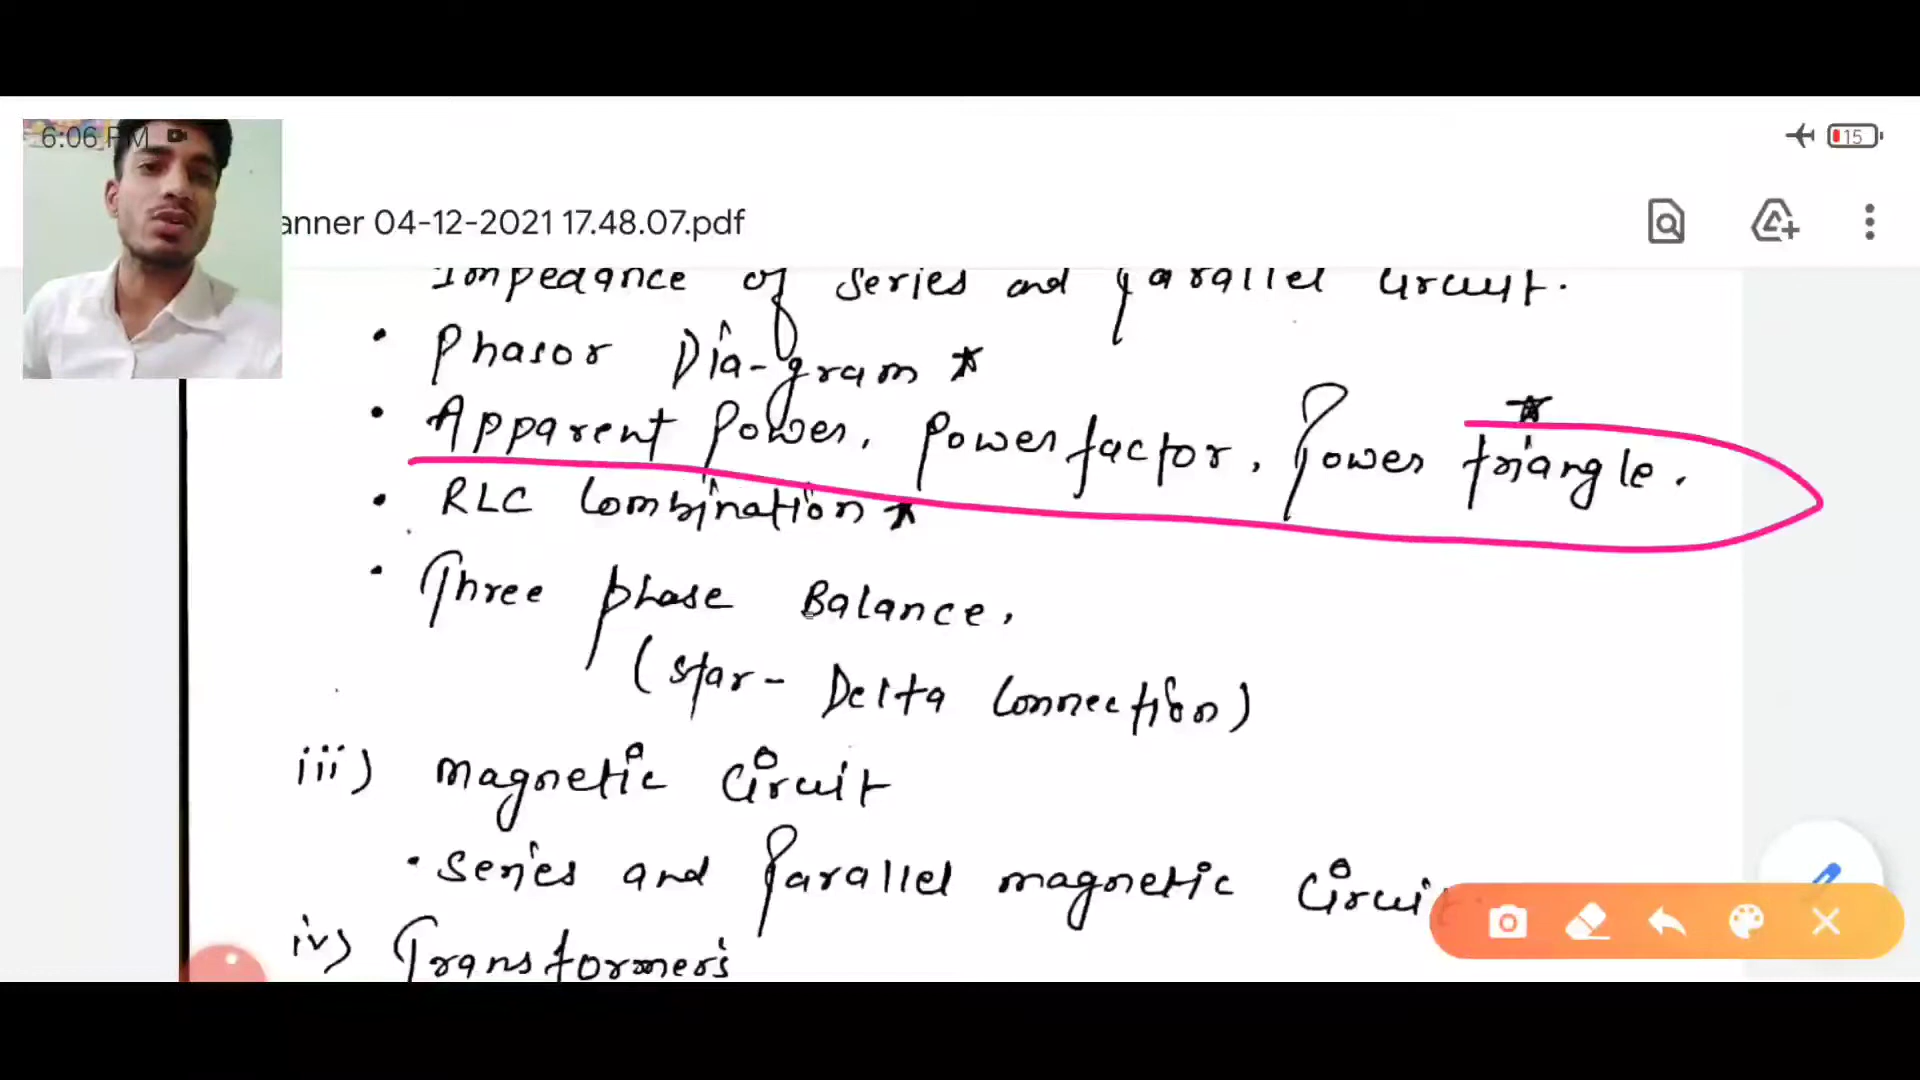 6:06 PM
15
anner 04-12-2021 17.48.07.pdf
Impedance of series and parallel circuit.
• Phasor Dia-gram ★
• Apparent Power, Power factor, Power triangle. ★
• RLC Combination ★
• Three phase Balance,
(star- Delta Connection)
iii) magnetic circuit
• series and Parallel magnetic Circuit.
iv) Transformers